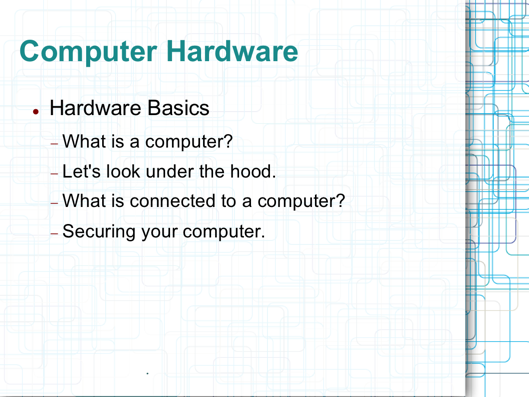 Computer Hardware
● Hardware Basics
– What is a computer?
– Let's look under the hood.
– What is connected to a computer?
– Securing your computer.
.